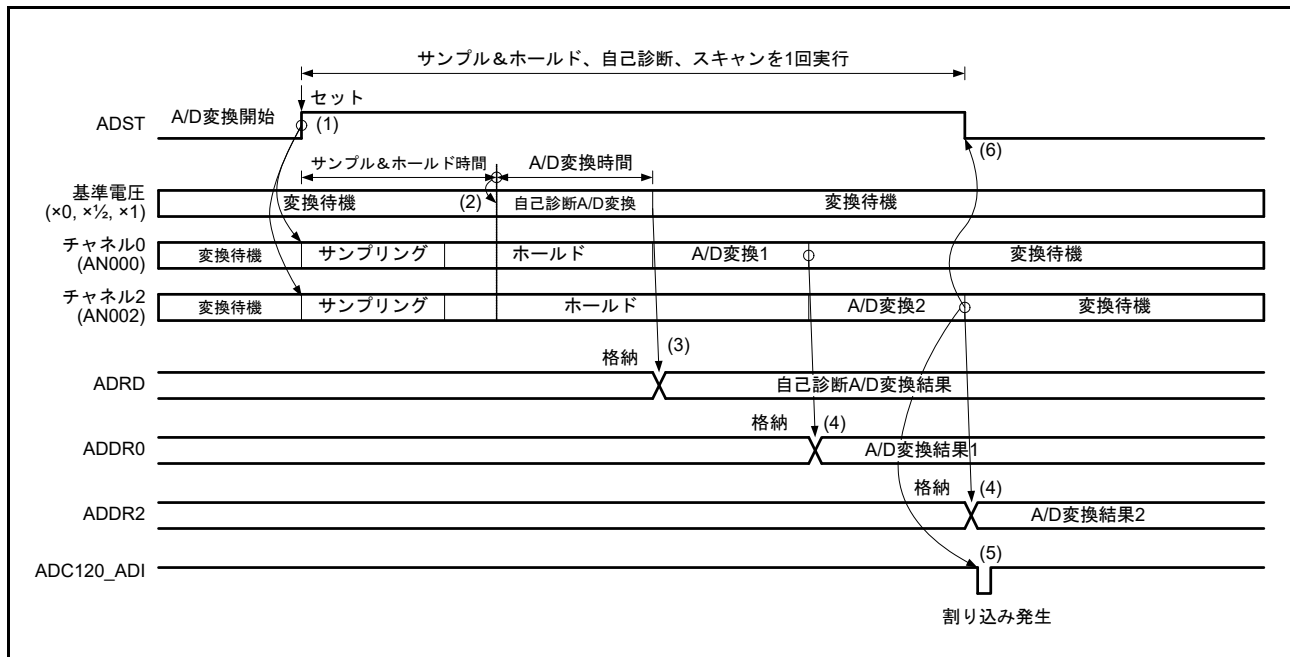 サンプル＆ホールド、自己診断、スキャンを1回実行
セット
ADST
A/D変換開始
(1)
(6)
サンプル＆ホールド時間
A/D変換時間
基準電圧
(×0, ×½, ×1)
変換待機
(2)
自己診断A/D変換
変換待機
チャネル0
(AN000)
変換待機
サンプリング
ホールド
A/D変換1
変換待機
チャネル2
(AN002)
変換待機
サンプリング
ホールド
A/D変換2
変換待機
格納
(3)
ADRD
自己診断A/D変換結果
格納
(4)
ADDR0
A/D変換結果1
格納
(4)
ADDR2
A/D変換結果2
(5)
ADC120_ADI
割り込み発生